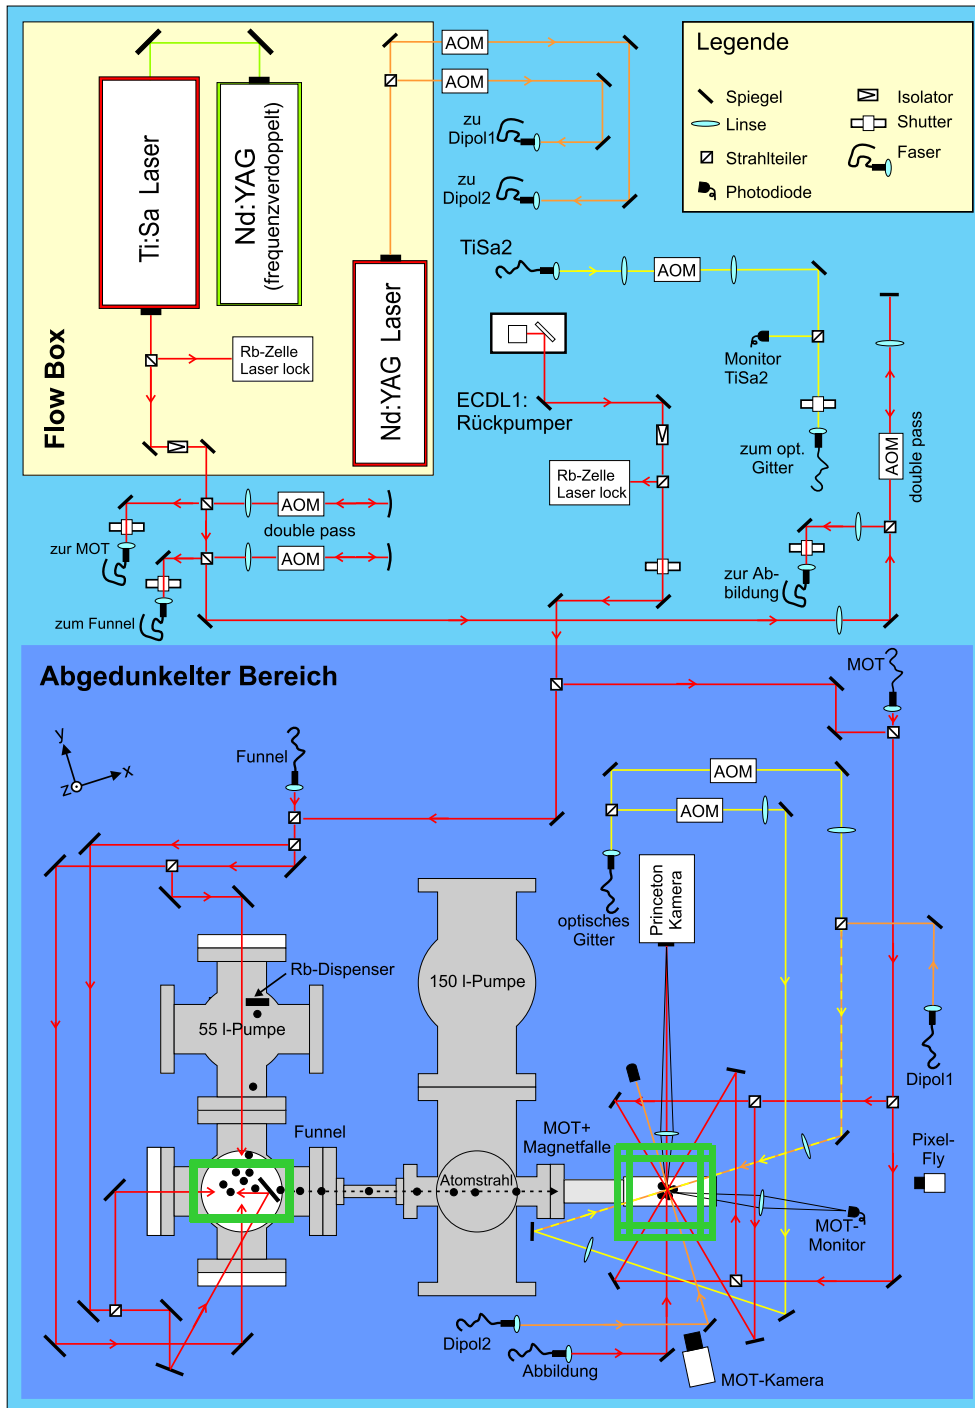 AOM
AOM
zu
Dipol1
zu
Dipol2
Ti:Sa Laser
Nd:YAG
(frequenzverdoppelt)
Nd:YAG Laser
Flow Box
Rb-Zelle
Laser lock
Legende
Spiegel
Linse
Strahlteiler
Photodiode
Isolator
Shutter
Faser
TiSa2
AOM
Monitor
TiSa2
ECDL1:
Rückpumper
Rb-Zelle
Laser lock
zum opt.
Gitter
AOM
double pass
AOM
double pass
zur MOT
AOM
zum Funnel
zur Ab-
bildung
Abgedunkelter Bereich
MOT
y
x
z
Funnel
AOM
AOM
optisches
Gitter
Princeton
Kamera
Rb-Dispenser
55 l-Pumpe
150 l-Pumpe
Dipol1
Funnel
MOT+
Magnetfalle
Pixel-
Fly
Atomstrahl
MOT-
Monitor
Dipol2
Abbildung
MOT-Kamera